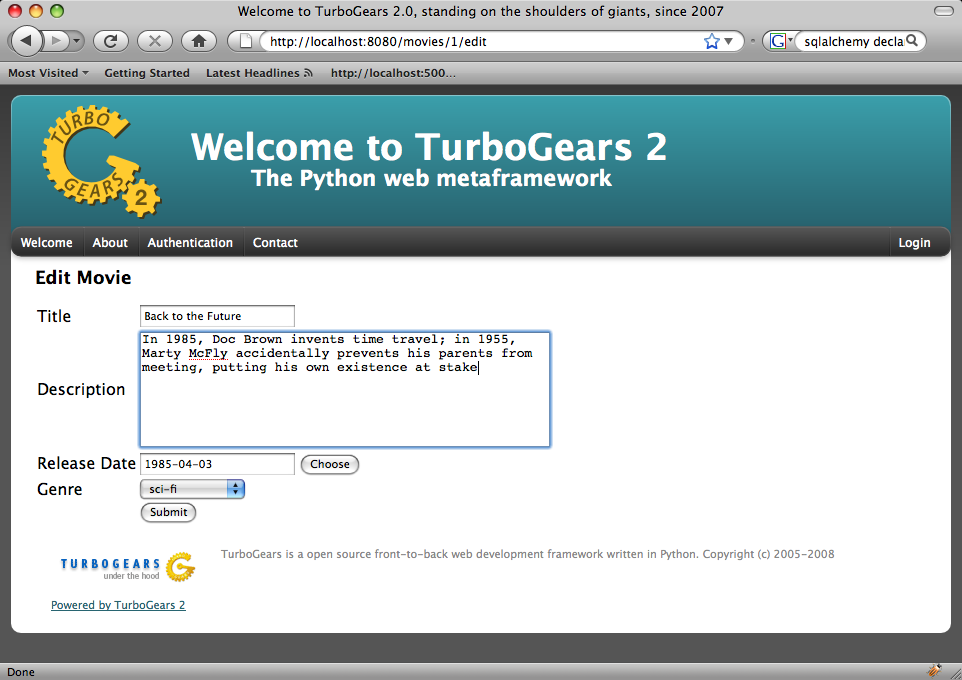 Welcome to TurboGears 2.0, standing on the shoulders of giants, since 2007
http://localhost:8080/movies/1/edit
G
sqlalchemy decla
Most Visited
Getting Started
Latest Headlines
http://localhost:500...
TURBO
GEARS
2
Welcome to TurboGears 2
The Python web metaframework
Welcome
About
Authentication
Contact
Login
Edit Movie
Title
Back to the Future
In 1985, Doc Brown invents time travel; in 1955,
Marty McFly accidentally prevents his parents from
meeting, putting his own existence at stake
Description
Release Date
1985-04-03
Choose
Genre
sci-fi
Submit
TURBOGEARS
under the hood
TurboGears is a open source front-to-back web development framework written in Python. Copyright (c) 2005-2008
Powered by TurboGears 2
Done